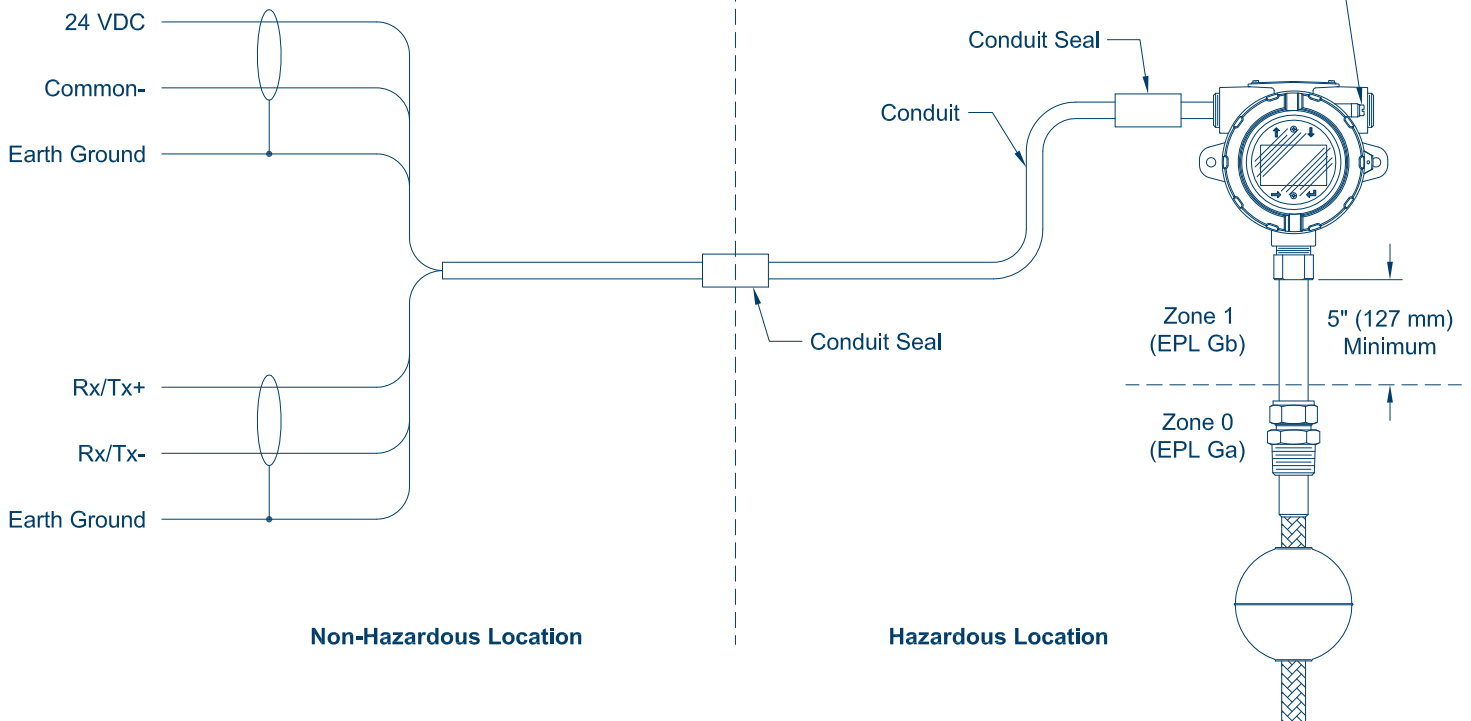 24 VDC
Common-
Earth Ground
Conduit Seal
Conduit
Conduit Seal
Zone 1
(EPL Gb)
5" (127 mm)
Minimum
Zone 0
(EPL Ga)
Rx/Tx+
Rx/Tx-
Earth Ground
Non-Hazardous Location
Hazardous Location